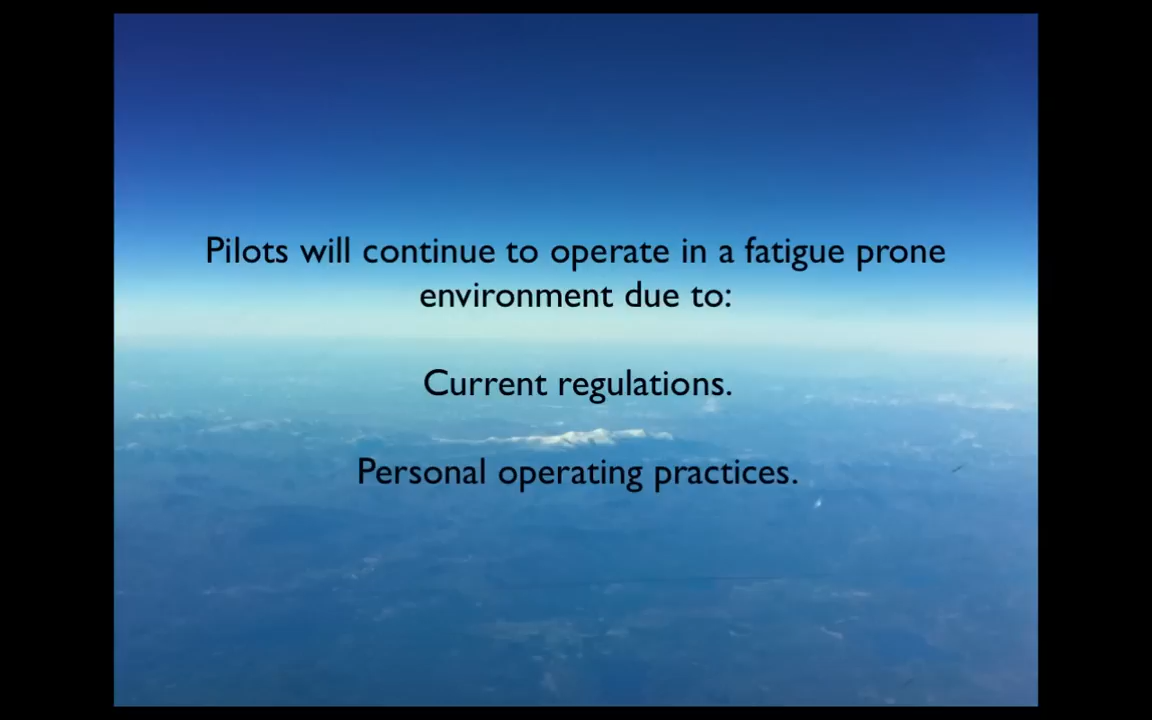 Pilots will continue to operate in a fatigue prone
environment due to:
Current regulations.
Personal operating practices.